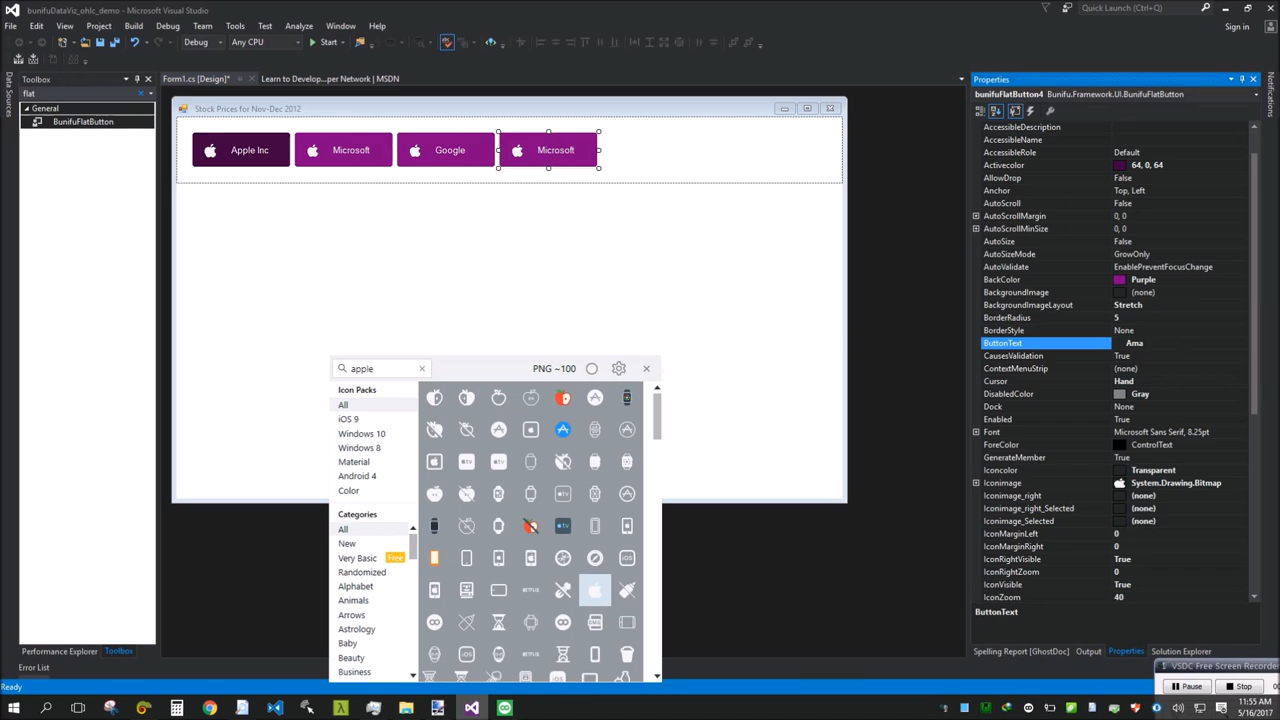 bunifuDataViz_ohlc_demo - Microsoft Visual Studio
Quick Launch (Ctrl+Q)
File Edit View Project Build Debug Team Tools Test Analyze Window Help
Sign in
Debug Any CPU Start
Data Sources
Toolbox
flat
General
BunifuFlatButton
Performance Explorer Toolbox
Error List
Ready
Form1.cs [Design]* Learn to Develop...per Network | MSDN
Stock Prices for Nov-Dec 2012
Apple Inc Microsoft Google Microsoft
apple PNG ~100
Icon Packs
All
iOS 9
Windows 10
Windows 8
Material
Android 4
Color
Categories
All
New
Very Basic Free
Randomized
Alphabet
Animals
Arrows
Astrology
Baby
Beauty
Business
Properties
bunifuFlatButton4 Bunifu.Framework.UI.BunifuFlatButton
AccessibleDescription
AccessibleName
AccessibleRole Default
Activecolor 64, 0, 64
AllowDrop False
Anchor Top, Left
AutoScroll False
AutoScrollMargin 0, 0
AutoScrollMinSize 0, 0
AutoSize False
AutoSizeMode GrowOnly
AutoValidate EnablePreventFocusChange
BackColor Purple
BackgroundImage (none)
BackgroundImageLayout Stretch
BorderRadius 5
BorderStyle None
ButtonText Ama
CausesValidation True
ContextMenuStrip (none)
Cursor Hand
DisabledColor Gray
Dock None
Enabled True
Font Microsoft Sans Serif, 8.25pt
ForeColor ControlText
GenerateMember True
Iconcolor Transparent
Iconimage System.Drawing.Bitmap
Iconimage_right (none)
Iconimage_right_Selected (none)
Iconimage_Selected (none)
IconMarginLeft 0
IconMarginRight 0
IconRightVisible True
IconRightZoom 0
IconVisible True
IconZoom 40
ButtonText
Spelling Report [GhostDoc] Output Properties Solution Explorer
Notifications
VSDC Free Screen Recorder
Pause Stop
11:55 AM
5/16/2017